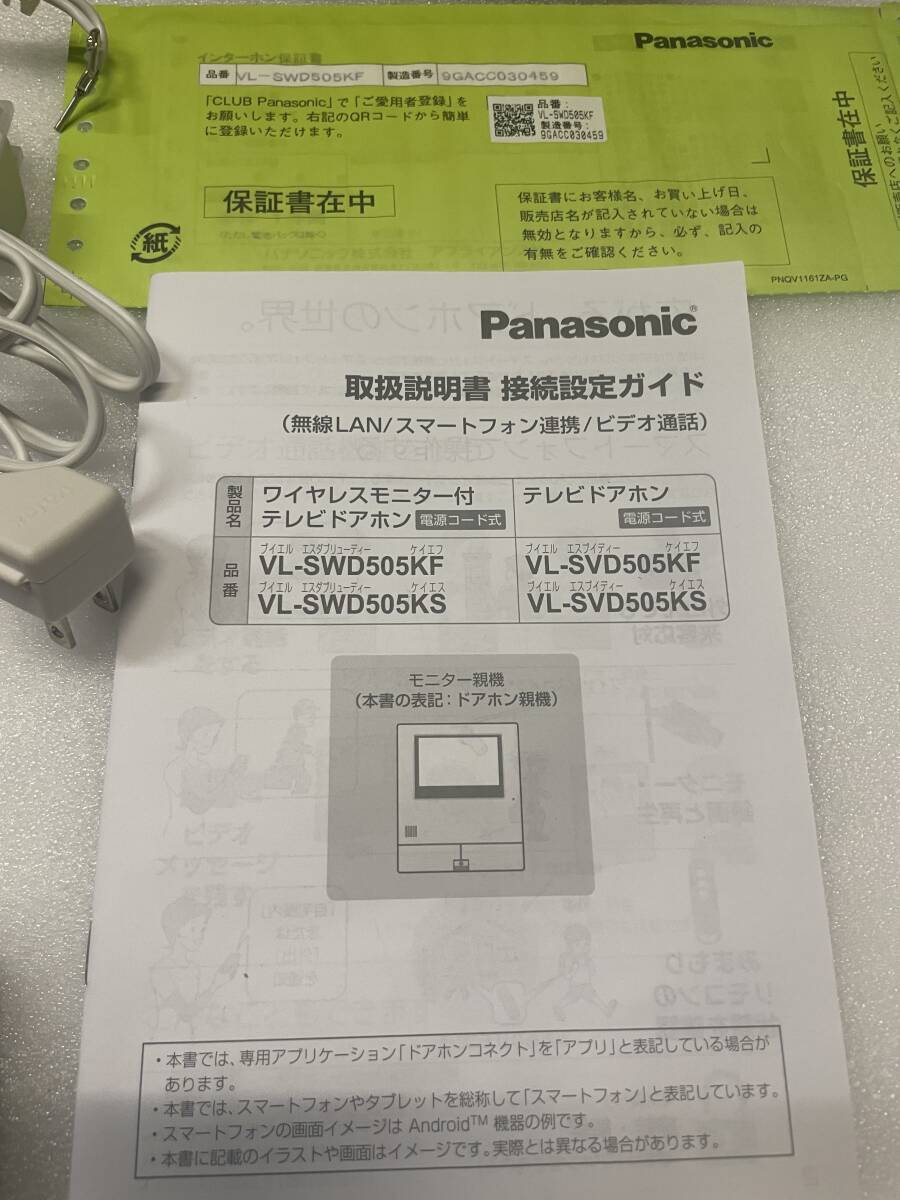 Panasonic
インターホン保証書
品番 VL-SWD505KF 製造番号 9GACC030459
「CLUB Panasonic」で「ご愛用者登録」を
お願いします。右記のQRコードから簡単
に登録いただけます。
品番:
VL-SWD505KF
製造番号:
9GACC030459
保証書在中
保証書にお客様名、お買い上げ日、
販売店名が記入されていない場合は
無効となりますから、必ず、記入の
有無をご確認ください。
紙
PNQV1161ZA-PG
保証書在中
Panasonic®
取扱説明書 接続設定ガイド
(無線LAN/スマートフォン連携/ビデオ通話)
製品名
ワイヤレスモニター付
テレビドアホン 電源コード式
テレビドアホン
電源コード式
品番
ブイエル エスダブリューディー ケイエフ
VL-SWD505KF
ブイエル エスダブリューディー ケイエス
VL-SWD505KS
ブイエル エスブイディー ケイエフ
VL-SVD505KF
ブイエル エスブイディー ケイエス
VL-SVD505KS
モニター親機
(本書の表記:ドアホン親機)
・本書では、専用アプリケーション「ドアホンコネクト」を「アプリ」と表記している場合が
あります。
・本書では、スマートフォンやタブレットを総称して「スマートフォン」と表記しています。
・スマートフォンの画面イメージは Android™ 機器の例です。
・本書に記載のイラストや画面はイメージです。実際とは異なる場合があります。